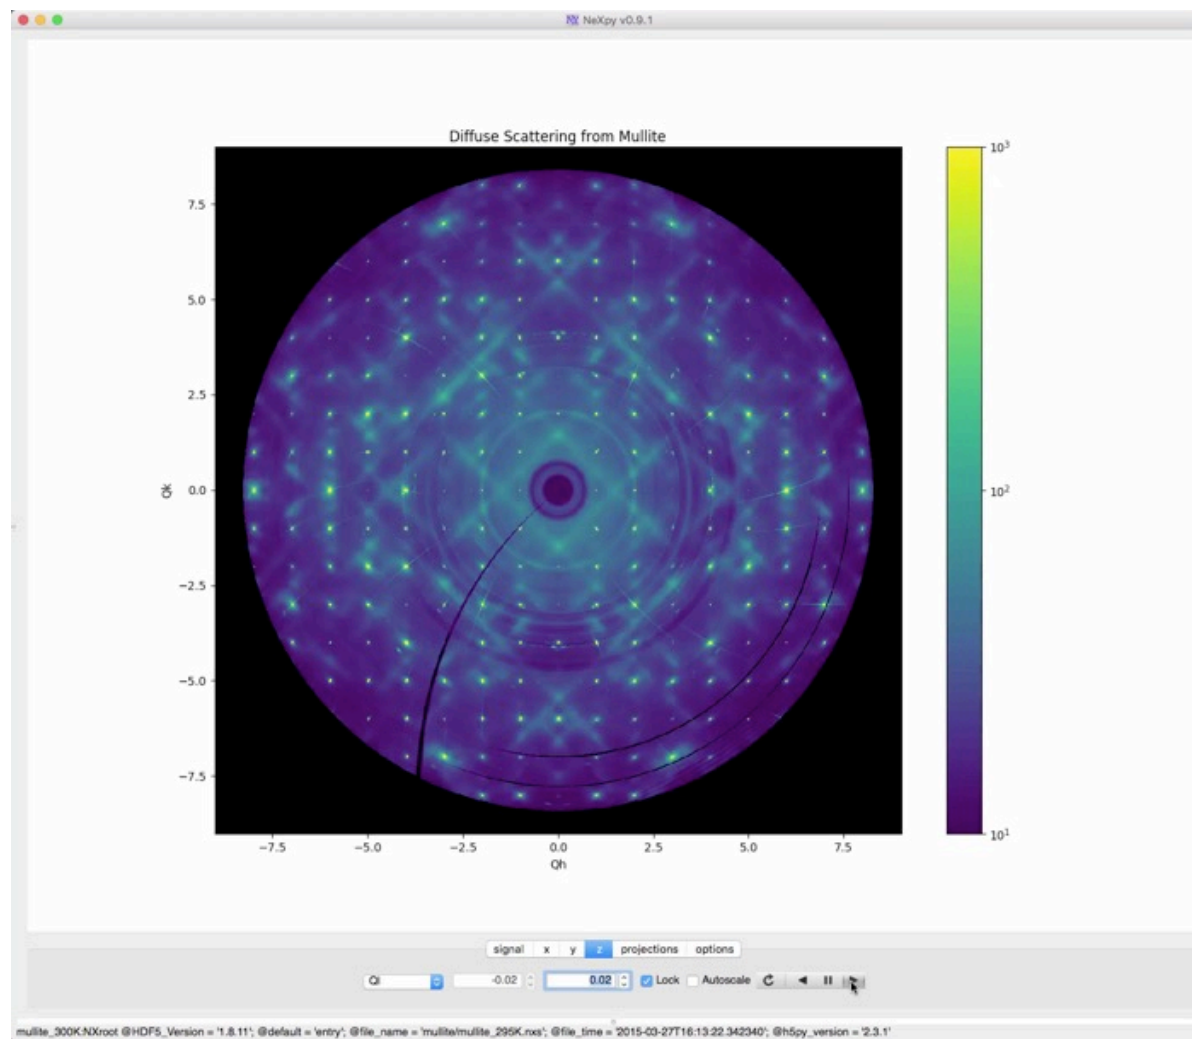 NeXpy v0.9.1
Diffuse Scattering from Mullite
10³
7.5
5.0
2.5
Qk
0.0
10²
−2.5
−5.0
−7.5
10¹
−7.5 −5.0 −2.5 0.0 2.5 5.0 7.5
Qh
signal x y z projections options
Ql -0.02 0.02 Lock Autoscale
mullite_300K:NXroot @HDF5_Version = '1.8.11'; @default = 'entry'; @file_name = 'mullite/mullite_295K.nxs'; @file_time = '2015-03-27T16:13:22.342340'; @h5py_version = '2.3.1'